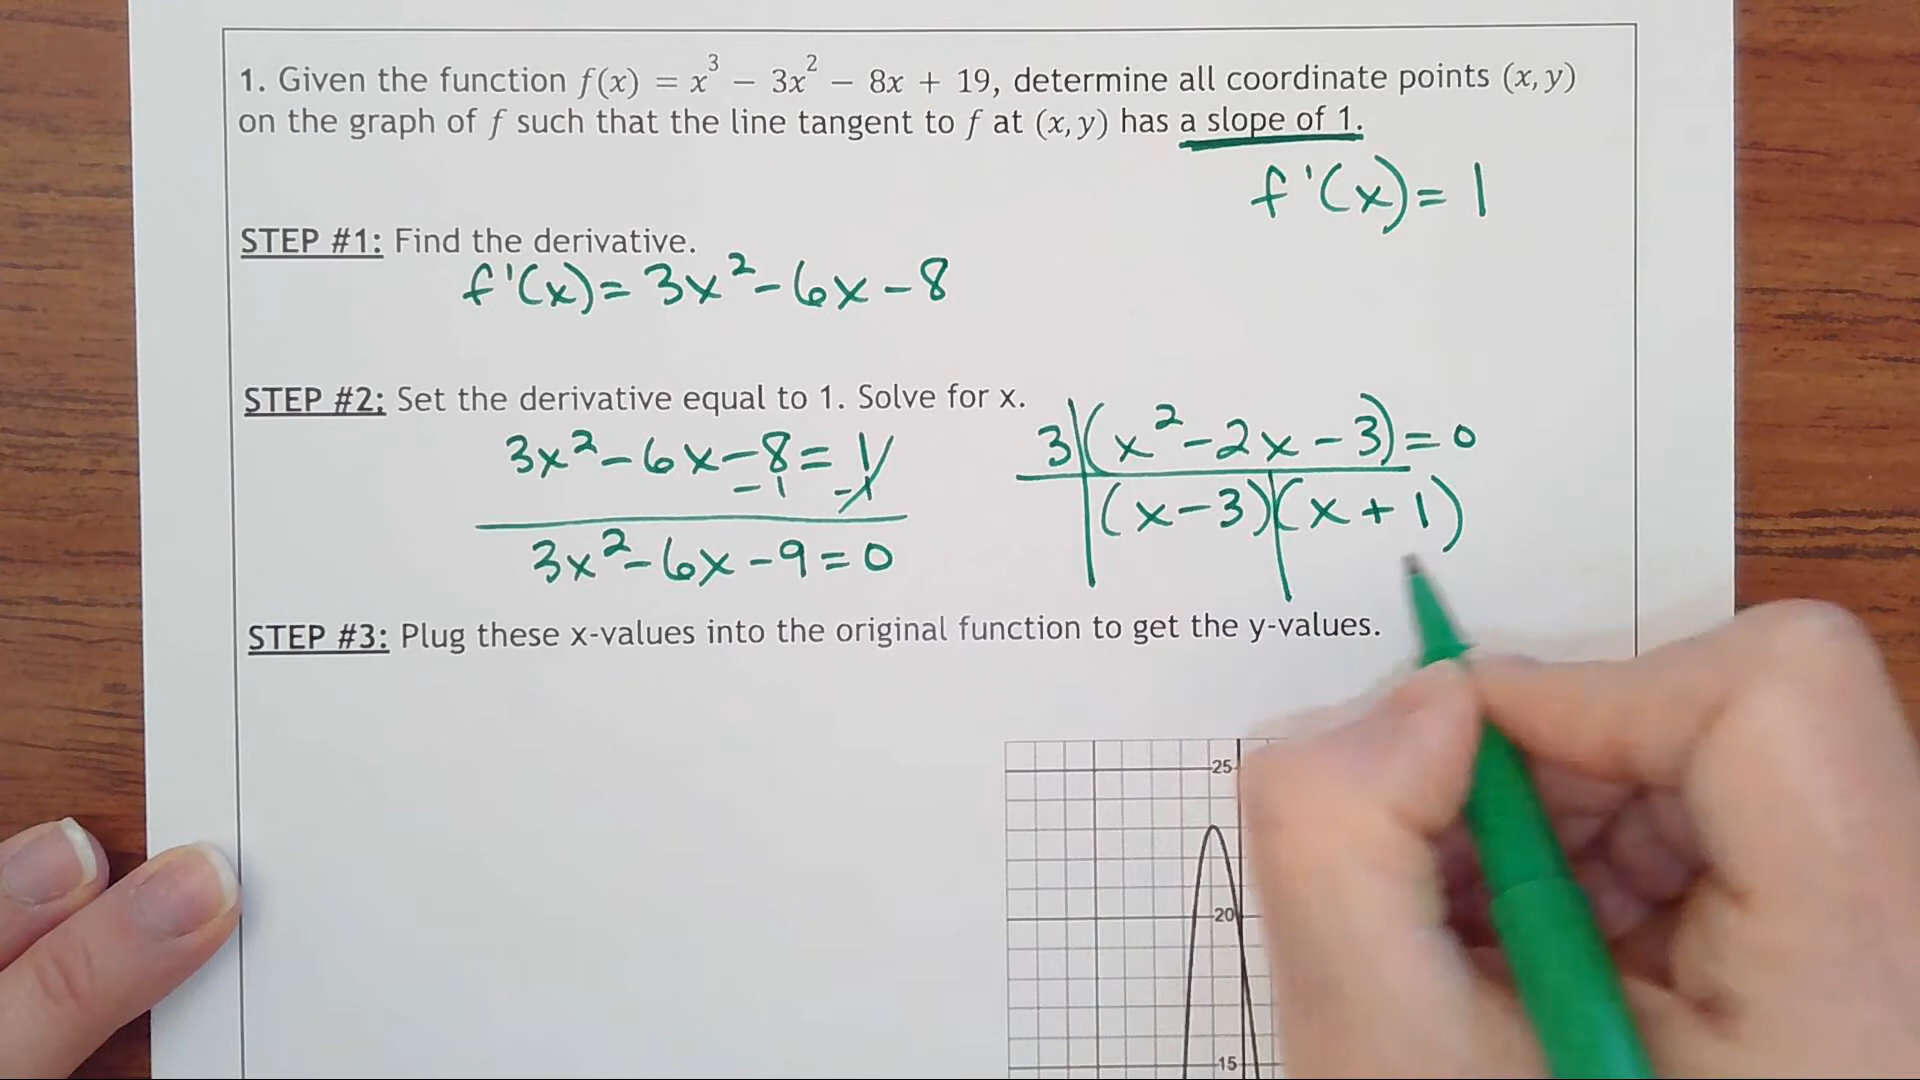 1. Given the function f(x) = x³ − 3x² − 8x + 19, determine all coordinate points (x, y)
on the graph of f such that the line tangent to f at (x, y) has a slope of 1.
f'(x) = 1
STEP #1: Find the derivative.
f'(x) = 3x² − 6x − 8
STEP #2: Set the derivative equal to 1. Solve for x.
3x² − 6x − 8 = 1
−1 −1
3x² − 6x − 9 = 0
3(x² − 2x − 3) = 0
(x − 3)(x + 1)
STEP #3: Plug these x-values into the original function to get the y-values.
25
20
15